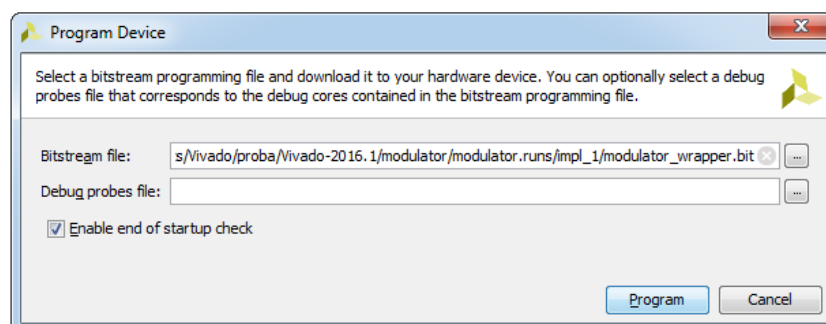 Program Device
Select a bitstream programming file and download it to your hardware device. You can optionally select a debug
probes file that corresponds to the debug cores contained in the bitstream programming file.
Bitstream file: s/Vivado/proba/Vivado-2016.1/modulator/modulator.runs/impl_1/modulator_wrapper.bit ...
Debug probes file: ...
Enable end of startup check
Program Cancel